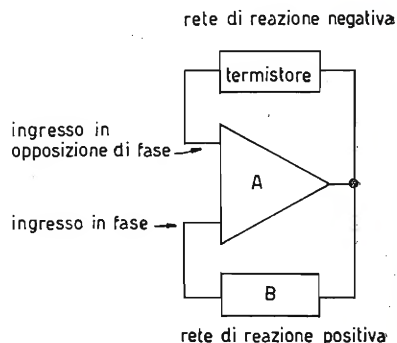 rete di reazione negativa
termistore
ingresso in
opposizione di fase
A
ingresso in fase
B
rete di reazione positiva